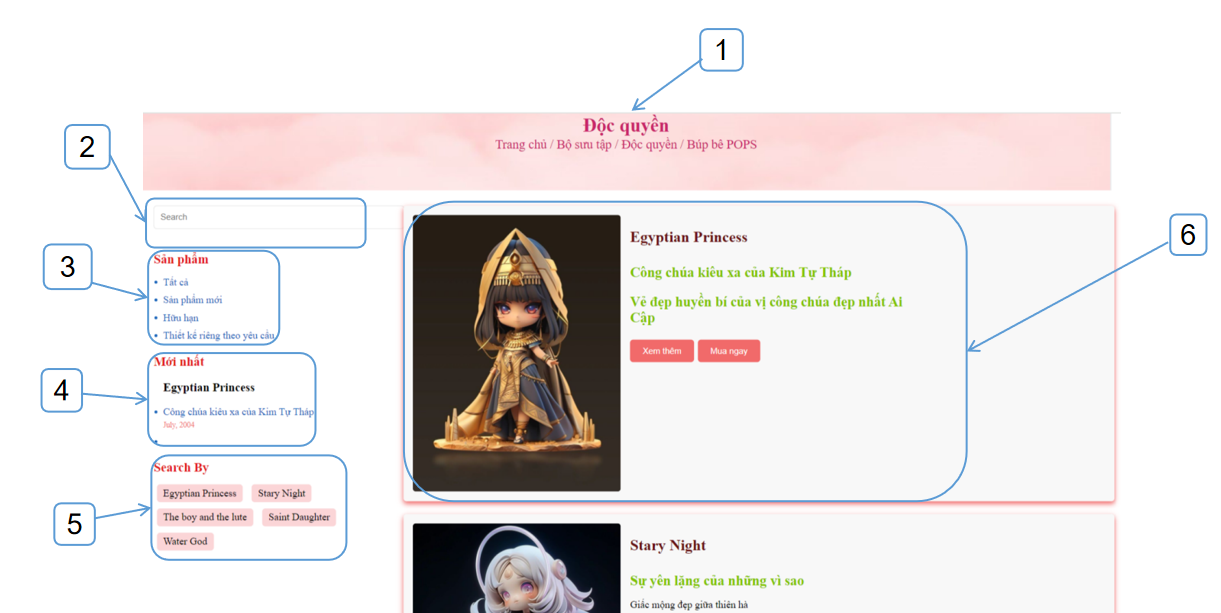 1
Độc quyền
Trang chủ / Bộ sưu tập / Độc quyền / Búp bê POPS
2
Search
3
Sản phẩm
Tất cả
Sản phẩm mới
Hữu hạn
Thiết kế riêng theo yêu cầu
4
Mới nhất
Egyptian Princess
Công chúa kiêu xa của Kim Tự Tháp
July, 2004
5
Search By
Egyptian Princess
Stary Night
The boy and the lute
Saint Daughter
Water God
6
Egyptian Princess
Công chúa kiêu xa của Kim Tự Tháp
Vẻ đẹp huyền bí của vị công chúa đẹp nhất Ai
Cập
Xem thêm
Mua ngay
Stary Night
Sự yên lặng của những vì sao
Giấc mộng đẹp giữa thiên hà